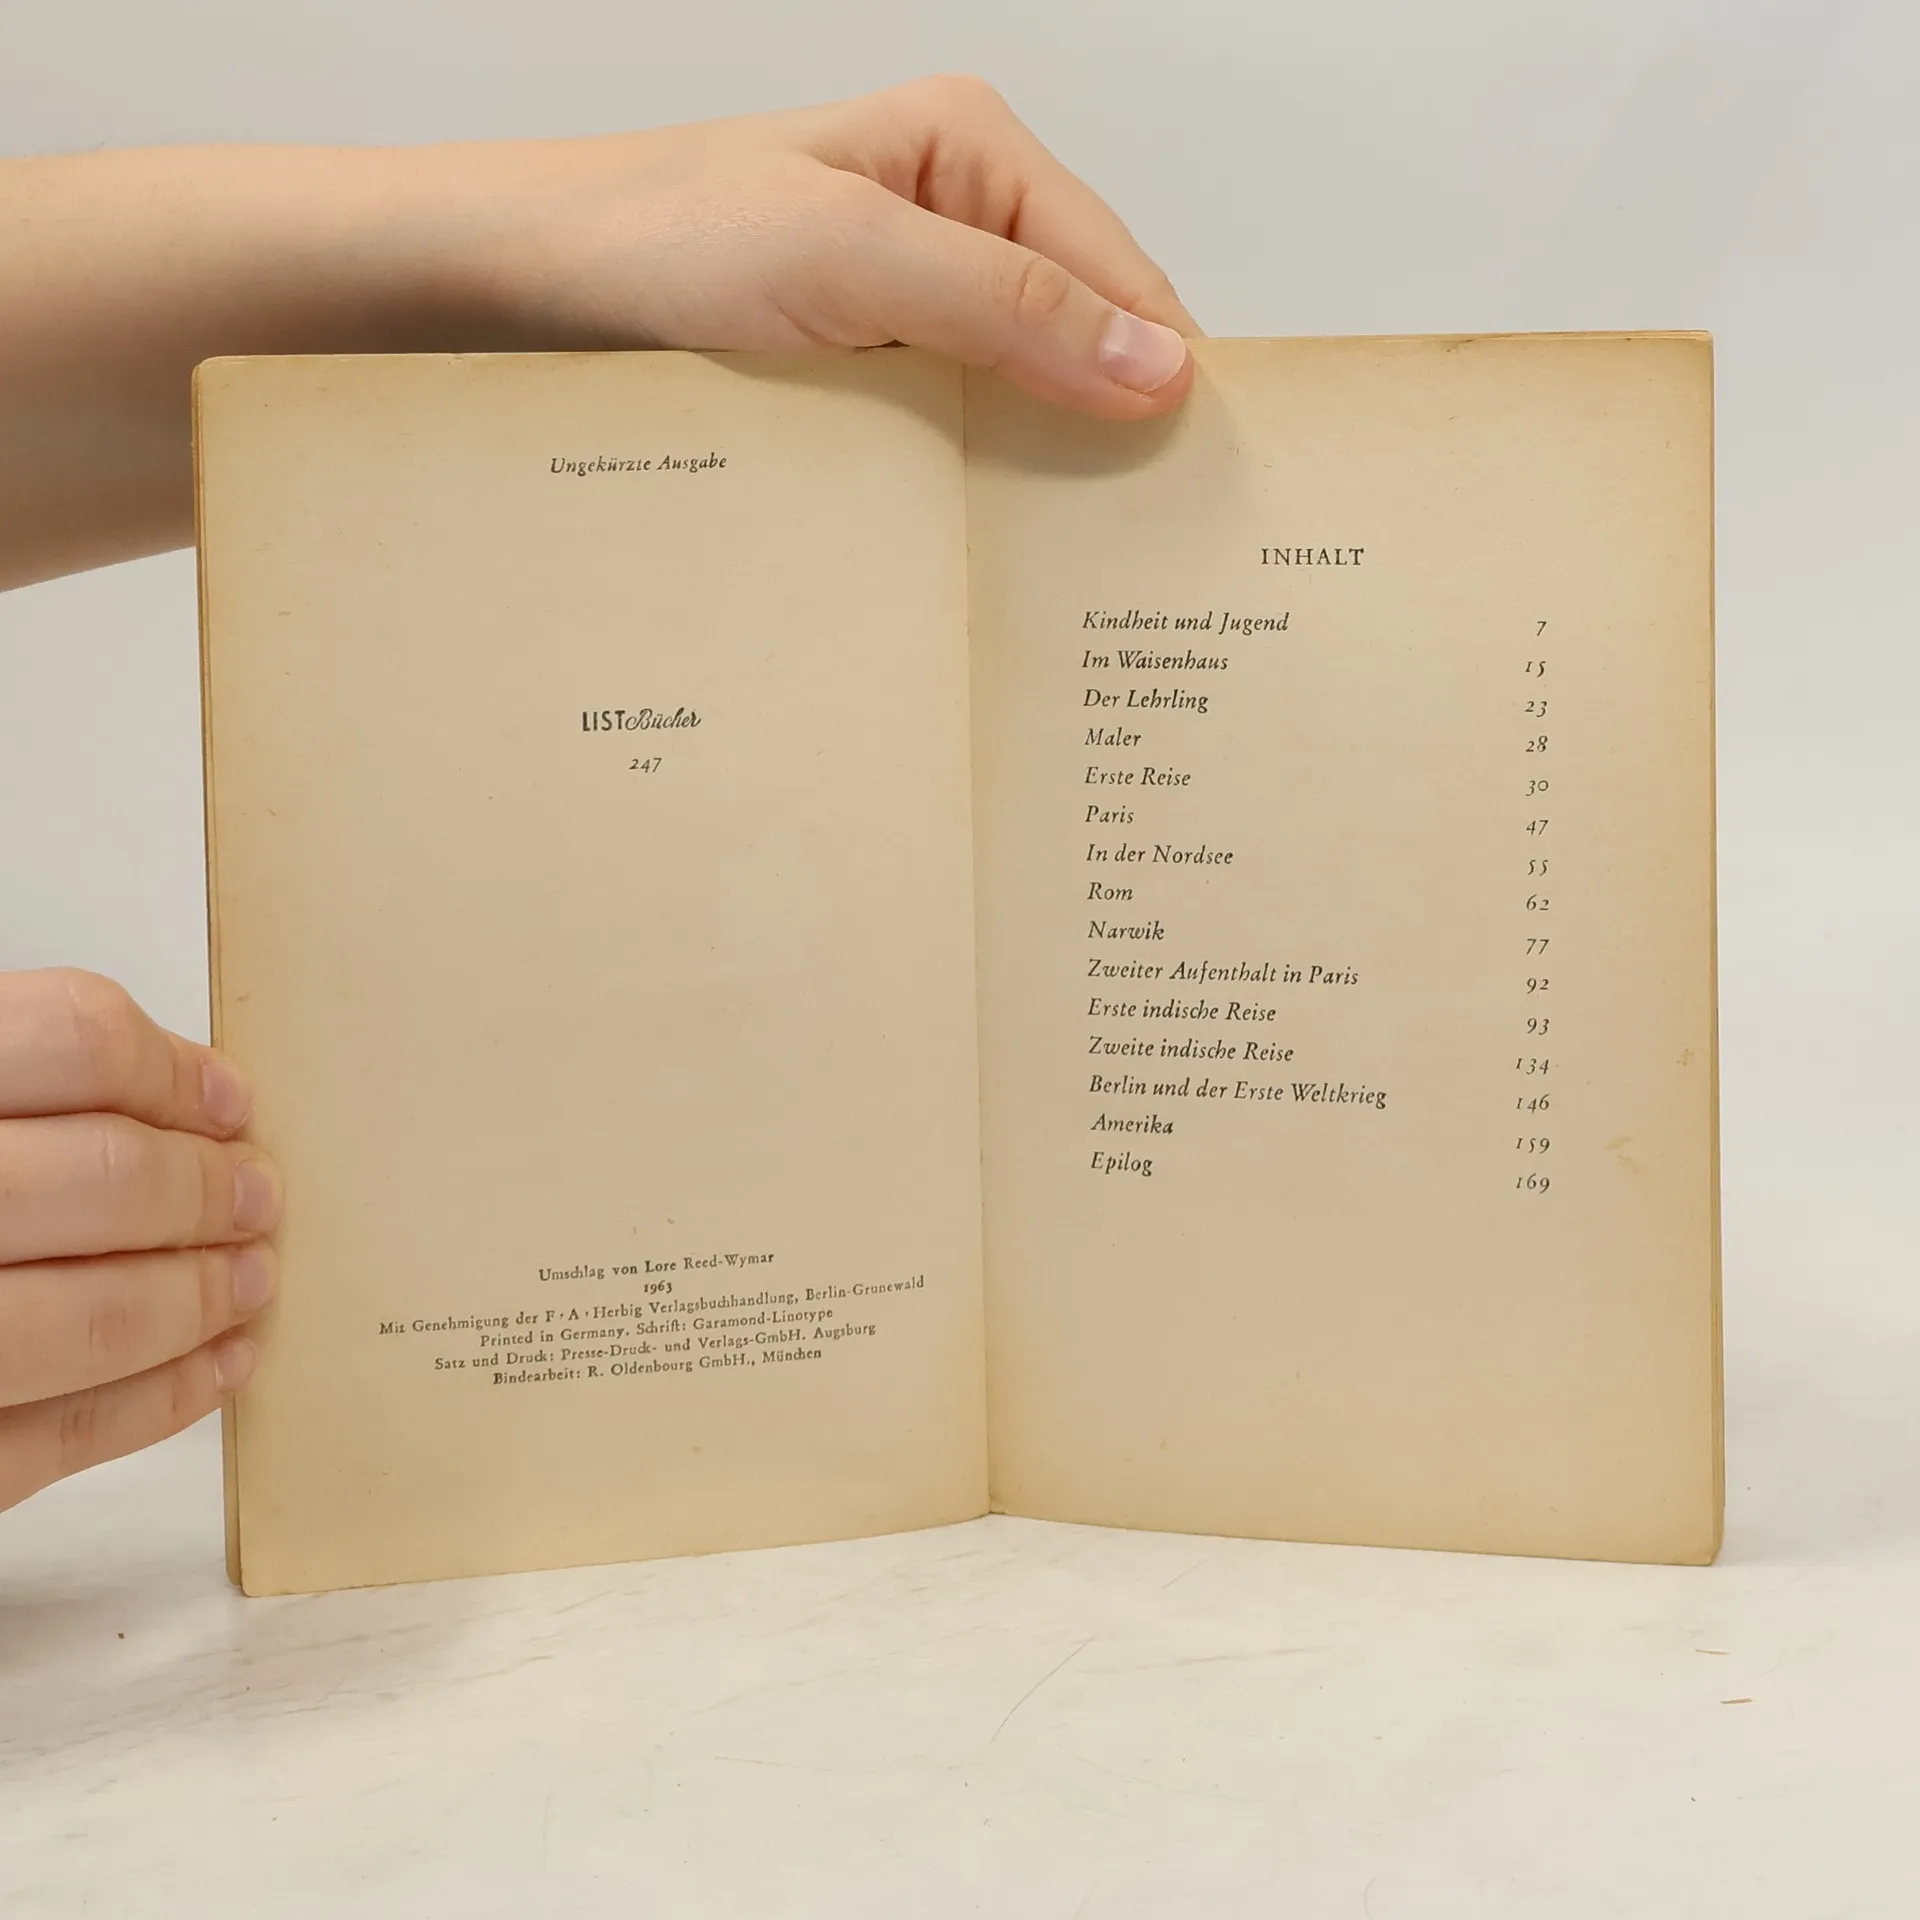 Ungekürzte Ausgabe
LIST Bücher
247
Umschlag von Lore Reed-Wymar
1963
Mit Genehmigung der F·A·Herbig Verlagsbuchhandlung, Berlin-Grunewald
Printed in Germany. Schrift: Garamond-Linotype
Satz und Druck: Presse-Druck- und Verlags-GmbH. Augsburg
Bindearbeit: R. Oldenbourg GmbH., München
INHALT
Kindheit und Jugend 7
Im Waisenhaus 15
Der Lehrling 23
Maler 28
Erste Reise 30
Paris 47
In der Nordsee 55
Rom 62
Narwik 77
Zweiter Aufenthalt in Paris 92
Erste indische Reise 93
Zweite indische Reise 134
Berlin und der Erste Weltkrieg 146
Amerika 159
Epilog 169